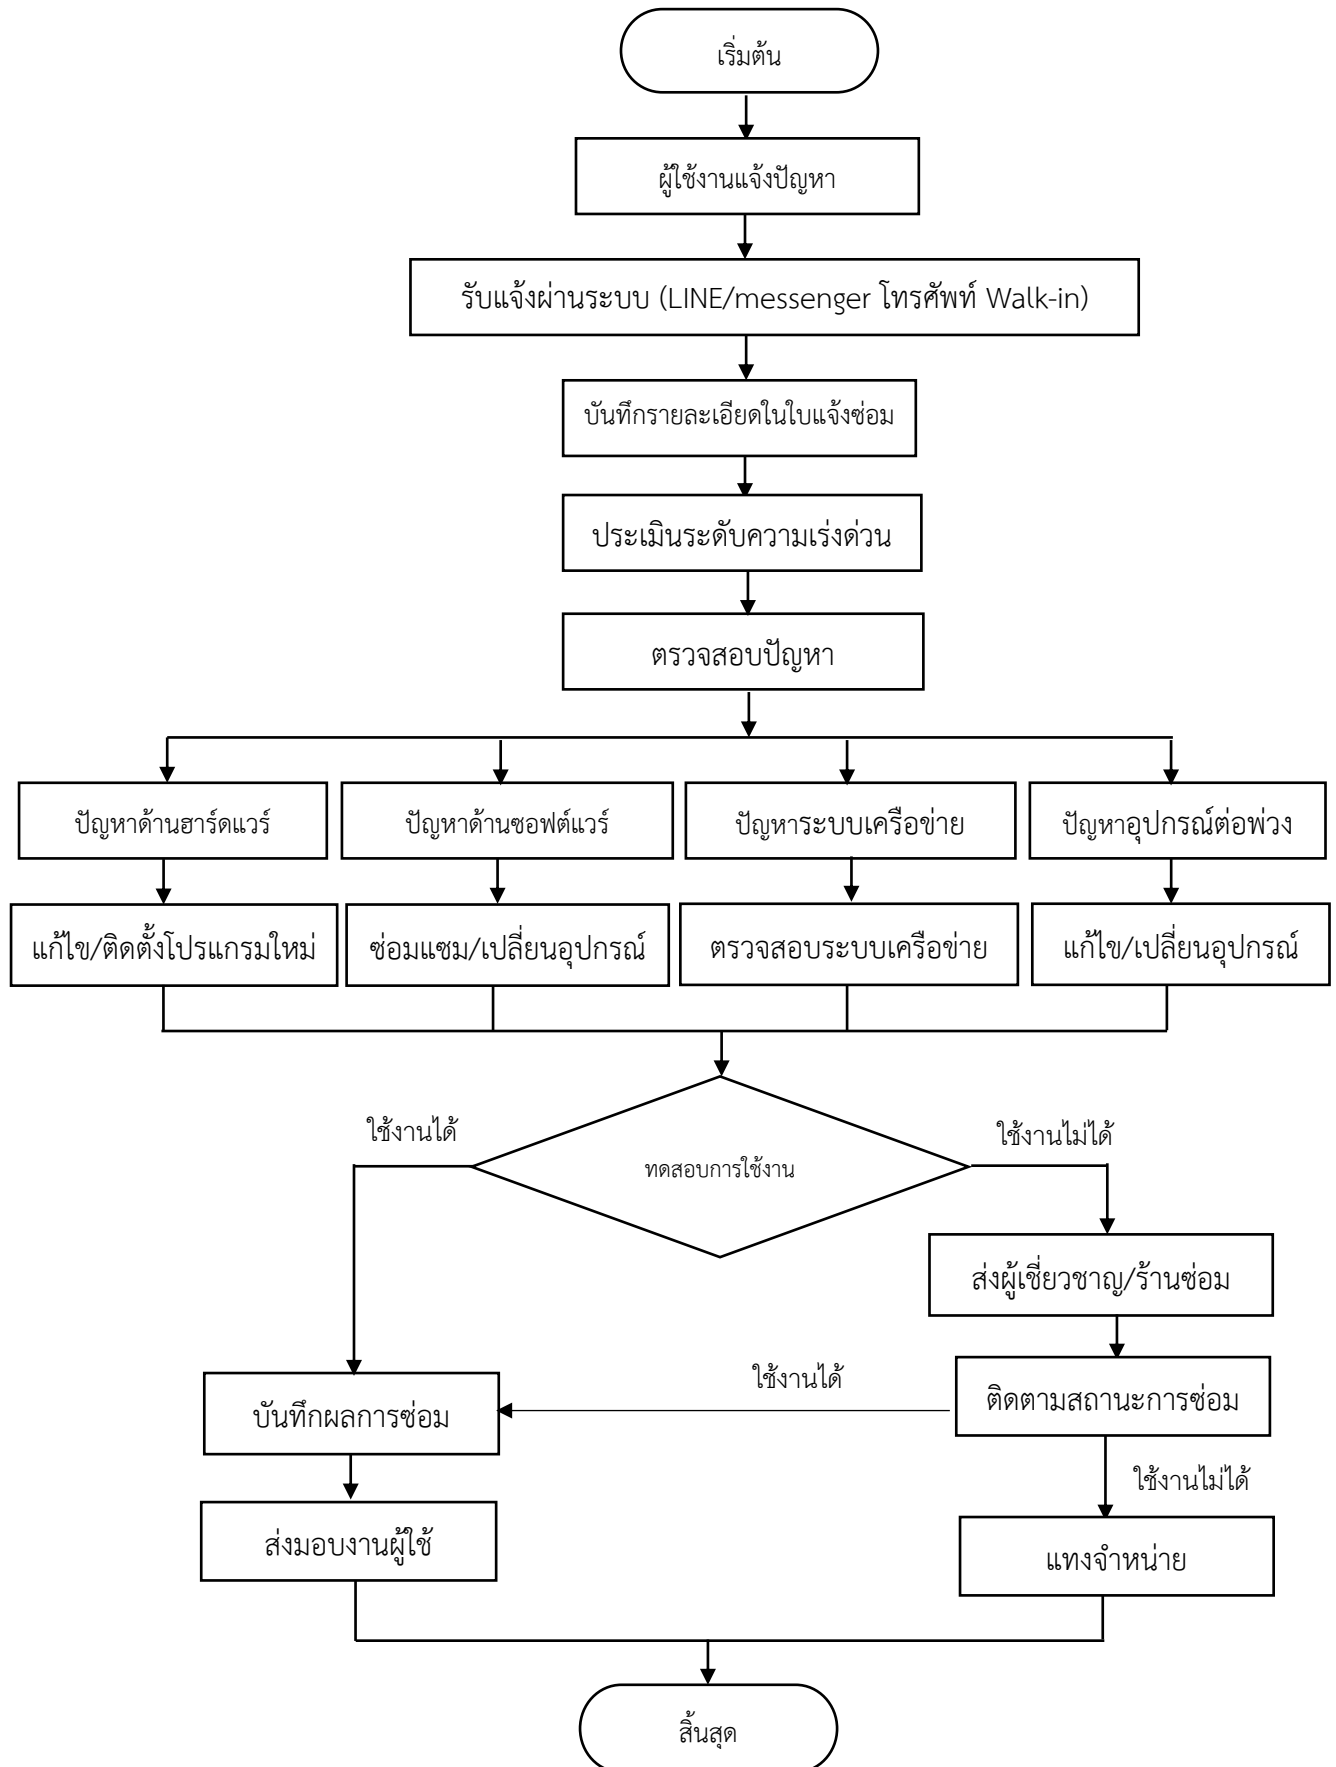 เริ่มต้น
ผู้ใช้งานแจ้งปัญหา
รับแจ้งผ่านระบบ (LINE/messenger โทรศัพท์ Walk-in)
บันทึกรายละเอียดในใบแจ้งซ่อม
ประเมินระดับความเร่งด่วน
ตรวจสอบปัญหา
ปัญหาด้านฮาร์ดแวร์
ปัญหาด้านซอฟต์แวร์
ปัญหาระบบเครือข่าย
ปัญหาอุปกรณ์ต่อพ่วง
แก้ไข/ติดตั้งโปรแกรมใหม่
ซ่อมแซม/เปลี่ยนอุปกรณ์
ตรวจสอบระบบเครือข่าย
แก้ไข/เปลี่ยนอุปกรณ์
ใช้งานได้
ใช้งานไม่ได้
ทดสอบการใช้งาน
ส่งผู้เชี่ยวชาญ/ร้านซ่อม
ใช้งานได้
ติดตามสถานะการซ่อม
บันทึกผลการซ่อม
ใช้งานไม่ได้
ส่งมอบงานผู้ใช้
แทงจำหน่าย
สิ้นสุด